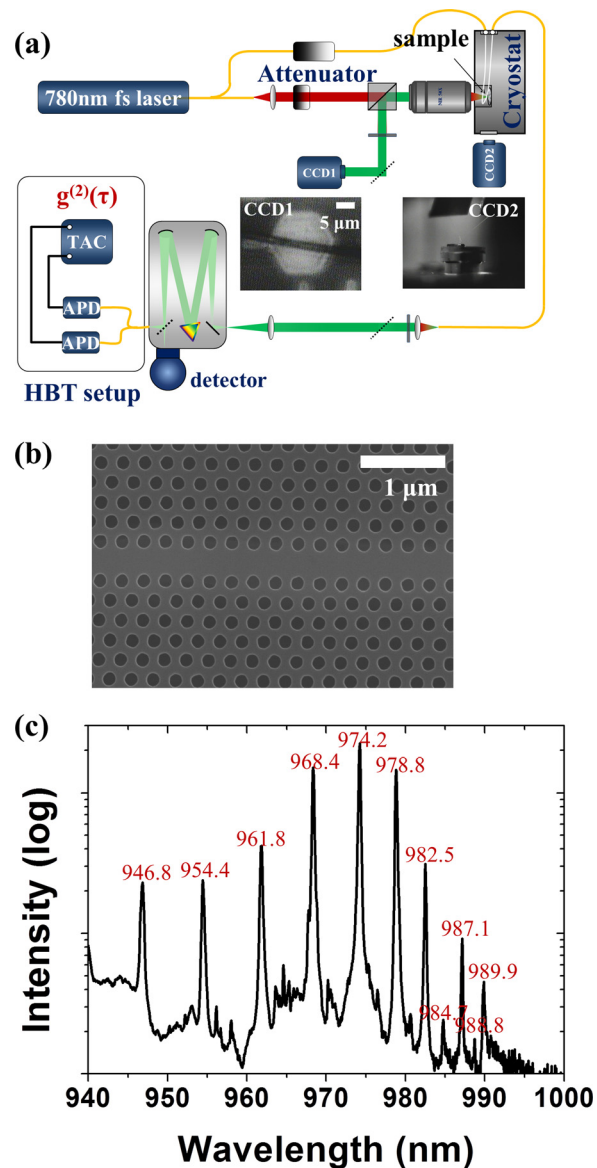 (a)
sample
Attenuator
780nm fs laser
Cryostat
CCD1
CCD2
g⁽²⁾(τ)
CCD1
5 μm
CCD2
TAC
APD
APD
HBT setup
detector
(b)
1 μm
(c)
974.2
968.4
978.8
961.8
982.5
946.8
954.4
987.1
989.9
984.7
988.8
Intensity (log)
940
950
960
970
980
990
1000
Wavelength (nm)